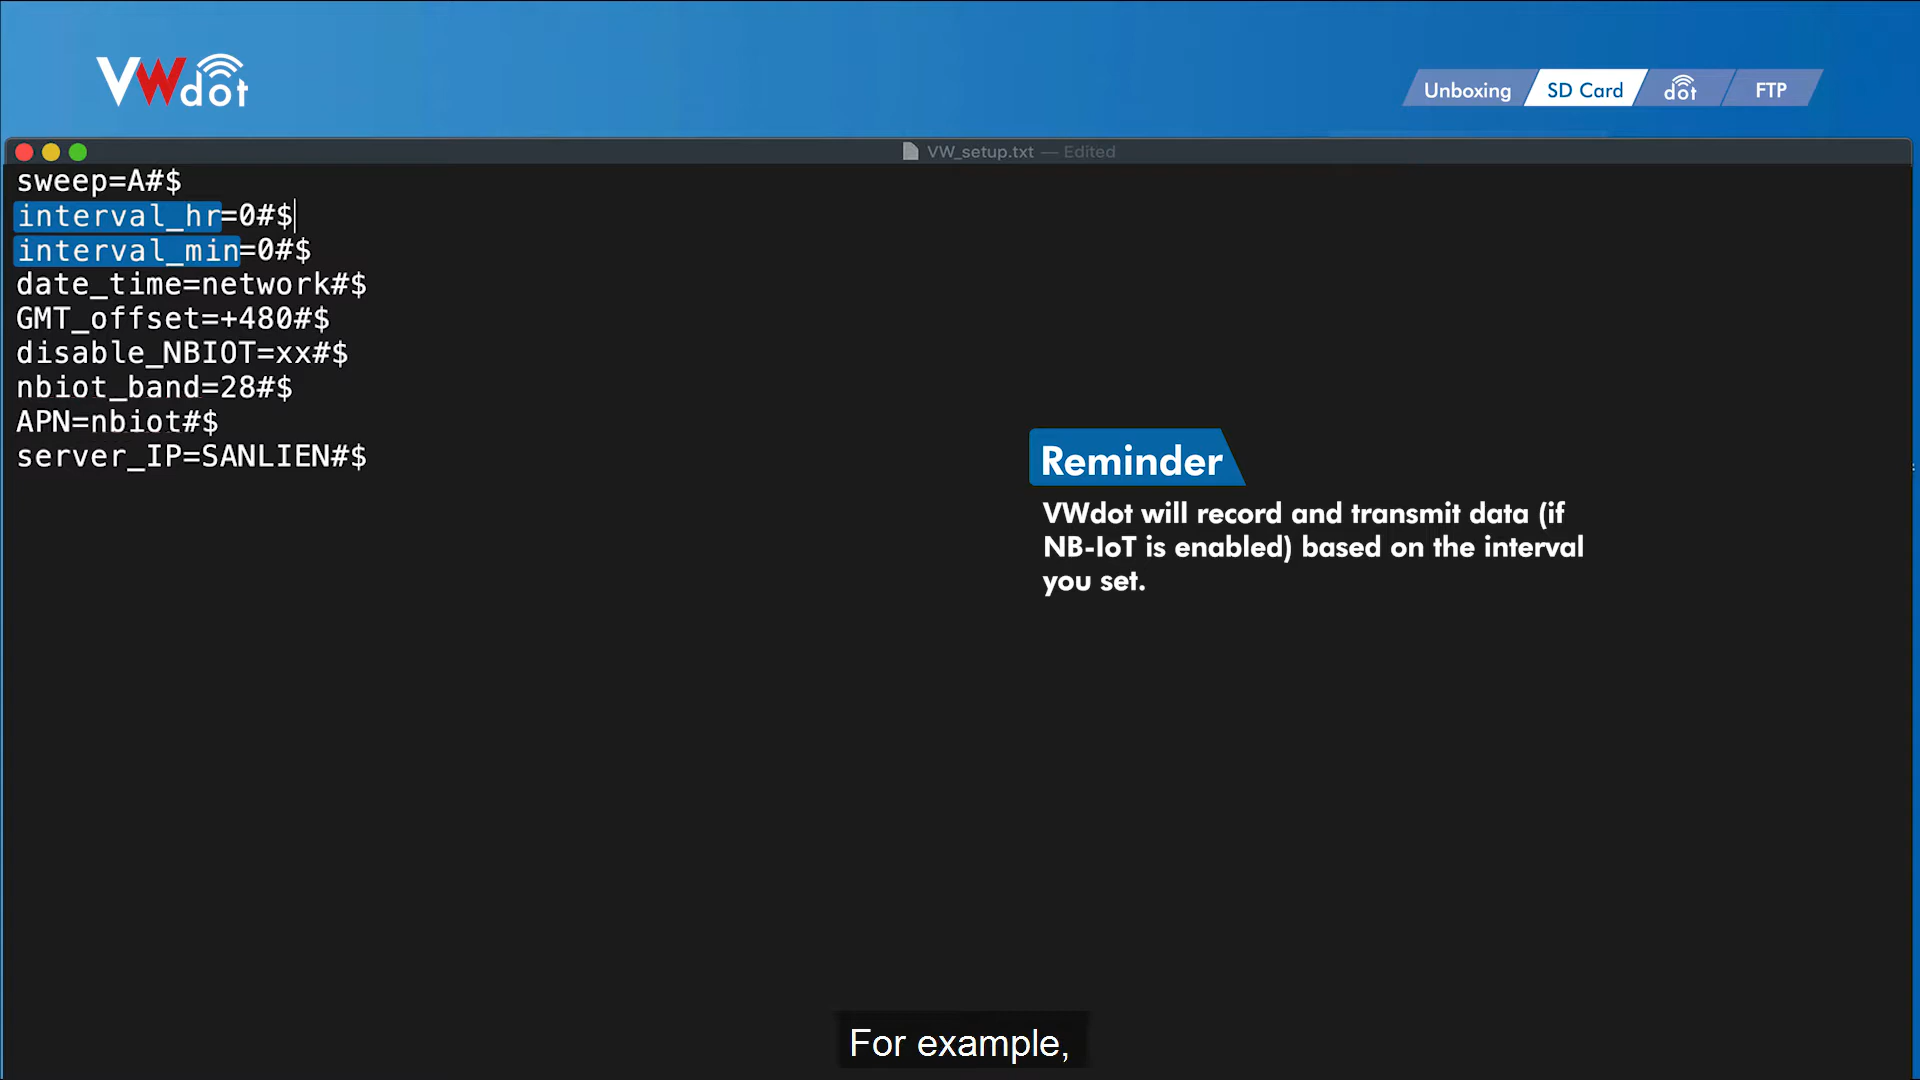 VWdot
Unboxing
SD Card
dot
FTP
VW_setup.txt — Edited
sweep=A#$
interval_hr=0#$
interval_min=0#$
date_time=network#$
GMT_offset=+480#$
disable_NBIOT=xx#$
nbiot_band=28#$
APN=nbiot#$
server_IP=SANLIEN#$
Reminder
VWdot will record and transmit data (if
NB-IoT is enabled) based on the interval
you set.
For example,